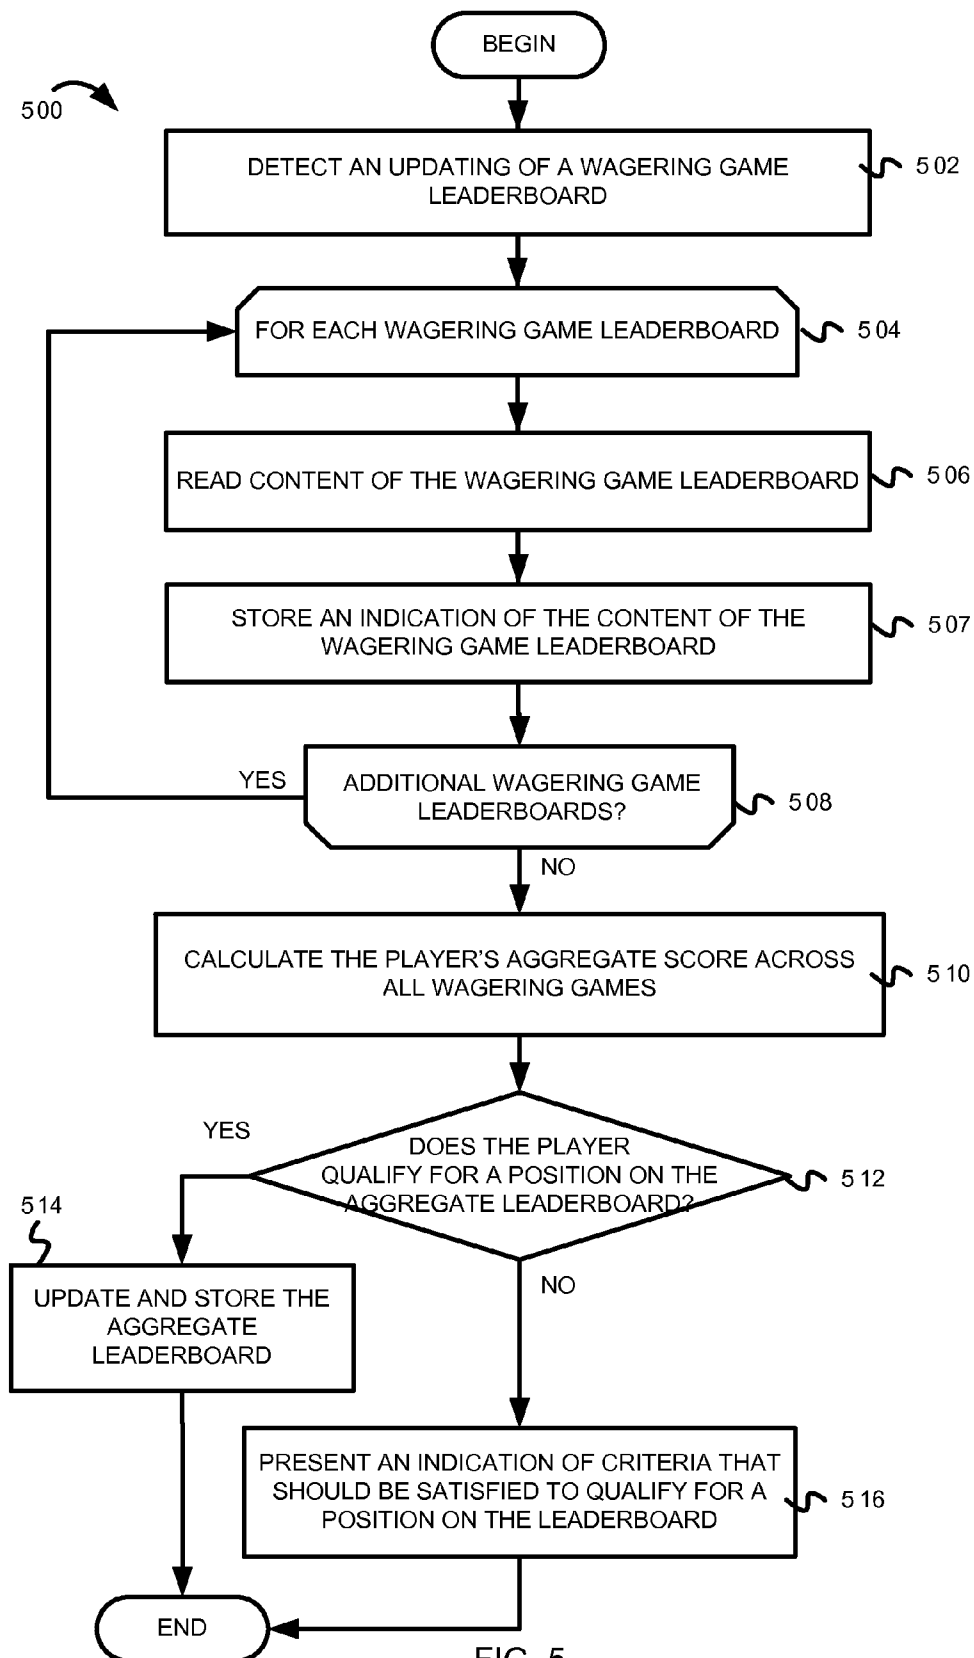 BEGIN
500
DETECT AN UPDATING OF A WAGERING GAME
LEADERBOARD
502
FOR EACH WAGERING GAME LEADERBOARD
504
READ CONTENT OF THE WAGERING GAME LEADERBOARD
506
STORE AN INDICATION OF THE CONTENT OF THE
WAGERING GAME LEADERBOARD
507
YES
ADDITIONAL WAGERING GAME
LEADERBOARDS?
508
NO
CALCULATE THE PLAYER'S AGGREGATE SCORE ACROSS
ALL WAGERING GAMES
510
YES
DOES THE PLAYER
QUALIFY FOR A POSITION ON THE
AGGREGATE LEADERBOARD?
512
514
NO
UPDATE AND STORE THE
AGGREGATE
LEADERBOARD
PRESENT AN INDICATION OF CRITERIA THAT
SHOULD BE SATISFIED TO QUALIFY FOR A
POSITION ON THE LEADERBOARD
516
END
FIG. 5